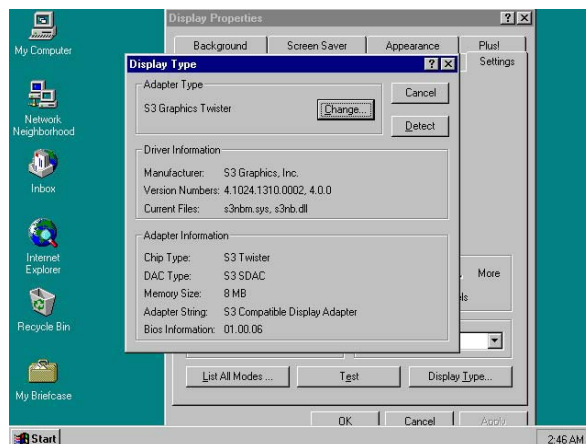 My Computer
Network
Neighborhood
Inbox
Internet
Explorer
Recycle Bin
My Briefcase
Display Properties
Background Screen Saver Appearance Plus!
Settings
Display Type
Adapter Type
S3 Graphics Twister
Change...
Cancel
Detect
Driver Information
Manufacturer: S3 Graphics, Inc.
Version Numbers: 4.1024.1310.0002, 4.0.0
Current Files: s3nbm.sys, s3nb.dll
Adapter Information
Chip Type: S3 Twister
DAC Type: S3 SDAC
Memory Size: 8 MB
Adapter String: S3 Compatible Display Adapter
Bios Information: 01.00.06
More
els
List All Modes ... Test Display Type...
OK Cancel Apply
Start
2:46 AM